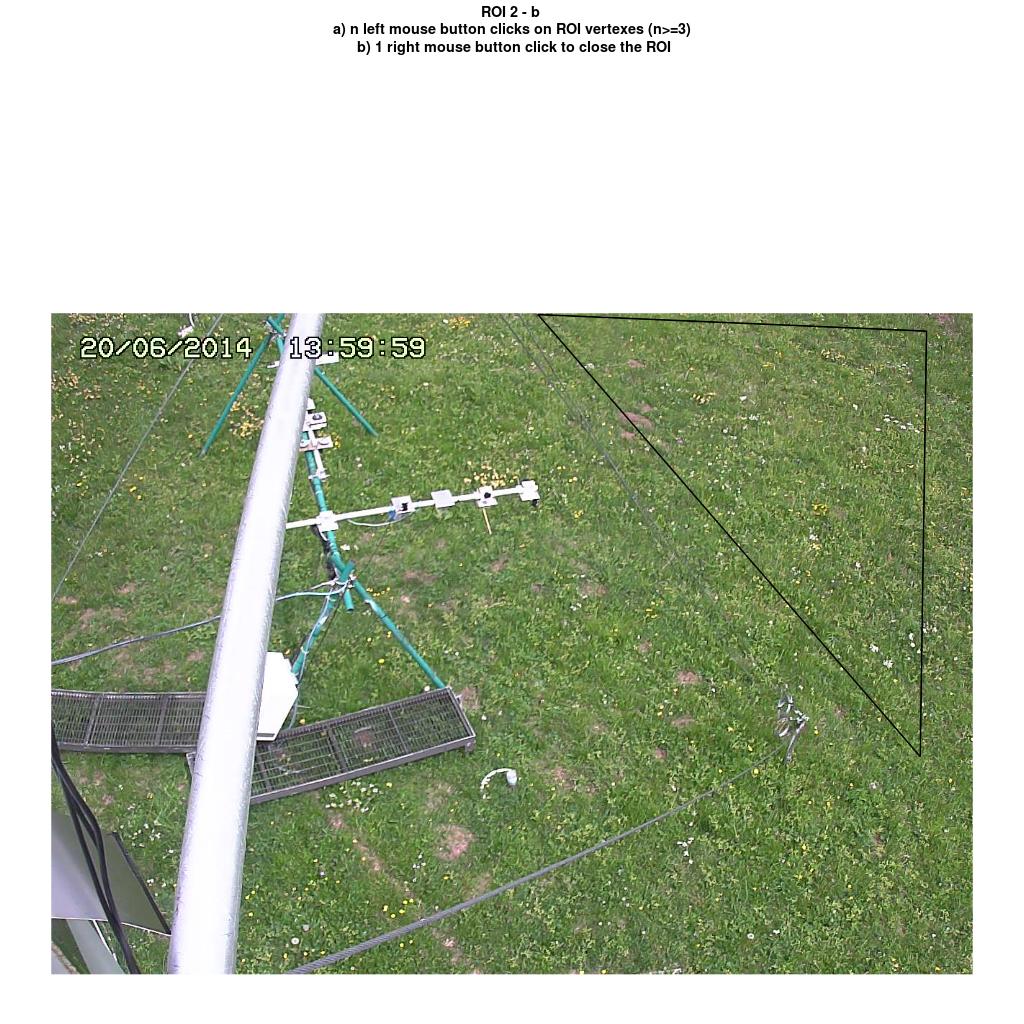 ROI 2 - b
a) n left mouse button clicks on ROI vertexes (n>=3)
b) 1 right mouse button click to close the ROI
20/06/2014 13:59:59